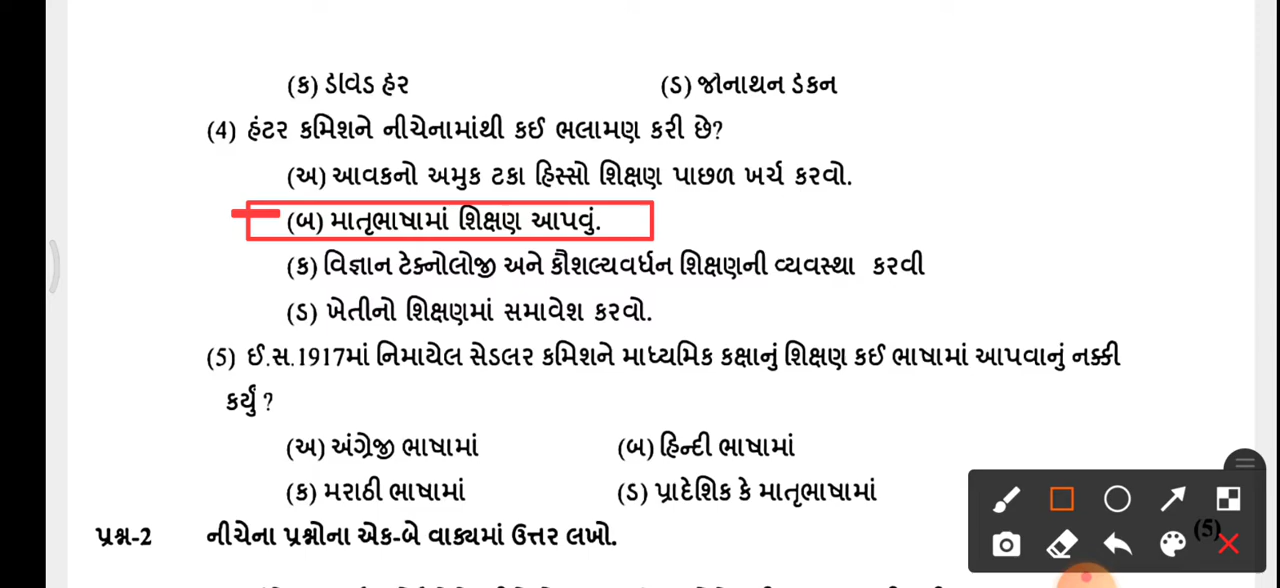 (ક) ડેવિડ હેર (ડ) જોનાથન ડંકન
(4) હંટર કમિશને નીચેનામાંથી કઈ ભલામણ કરી છે?
(અ) આવકનો અમુક ટકા હિસ્સો શિક્ષણ પાછળ ખર્ચ કરવો.
(બ) માતૃભાષામાં શિક્ષણ આપવું.
(ક) વિજ્ઞાન ટેક્નોલોજી અને કૌશલ્યવર્ધન શિક્ષણની વ્યવસ્થા કરવી
(ડ) ખેતીનો શિક્ષણમાં સમાવેશ કરવો.
(5) ઈ.સ.1917માં નિમાયેલ સેડલર કમિશને માધ્યમિક કક્ષાનું શિક્ષણ કઈ ભાષામાં આપવાનું નક્કી
કર્યું ?
(અ) અંગ્રેજી ભાષામાં (બ) હિન્દી ભાષામાં
(ક) મરાઠી ભાષામાં (ડ) પ્રાદેશિક કે માતૃભાષામાં
પ્રશ્ન-2 નીચેના પ્રશ્નોના એક-બે વાક્યમાં ઉત્તર લખો. (5)